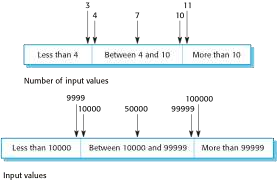 3
11
4
7
10
Less than 4
Between 4 and 10
More than 10
Number of input values
9999
100000
10000
50000
99999
Less than 10000
Between 10000 and 99999
More than 99999
Input values